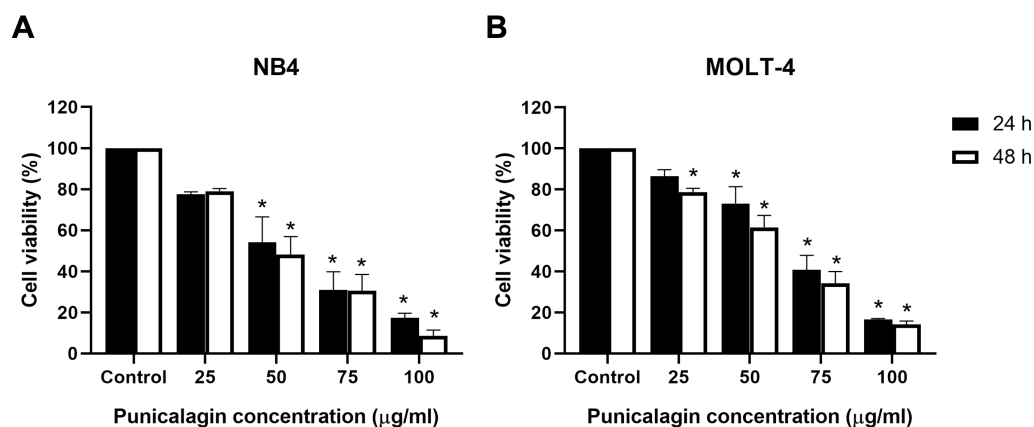 A
NB4
Cell viability (%)
120
100
80
60
40
20
0
* * * * * *
Control 25 50 75 100
Punicalagin concentration (μg/ml)
B
MOLT-4
Cell viability (%)
120
100
80
60
40
20
0
* * * * * * *
Control 25 50 75 100
Punicalagin concentration (μg/ml)
24 h
48 h